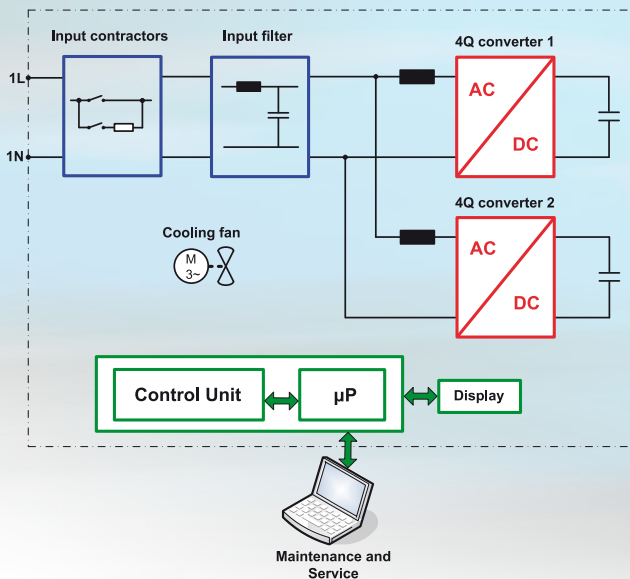 Input contractors
Input filter
4Q converter 1
1L
AC
DC
1N
4Q converter 2
AC
DC
Cooling fan
M
3~
Control Unit
µP
Display
Maintenance and
Service